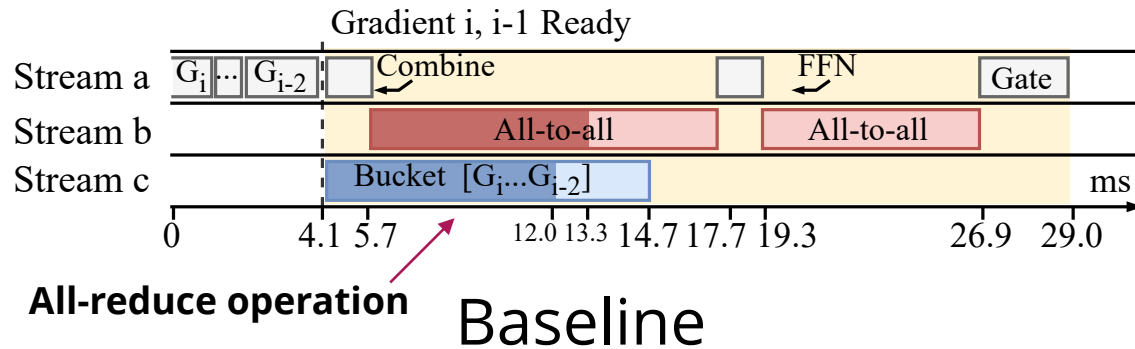 Gradient i, i-1 Ready
Stream a Gi ... Gi-2 Combine FFN Gate
Stream b All-to-all All-to-all
Stream c Bucket [Gi...Gi-2] ms
0 4.1 5.7 12.0 13.3 14.7 17.7 19.3 26.9 29.0
All-reduce operation
Baseline